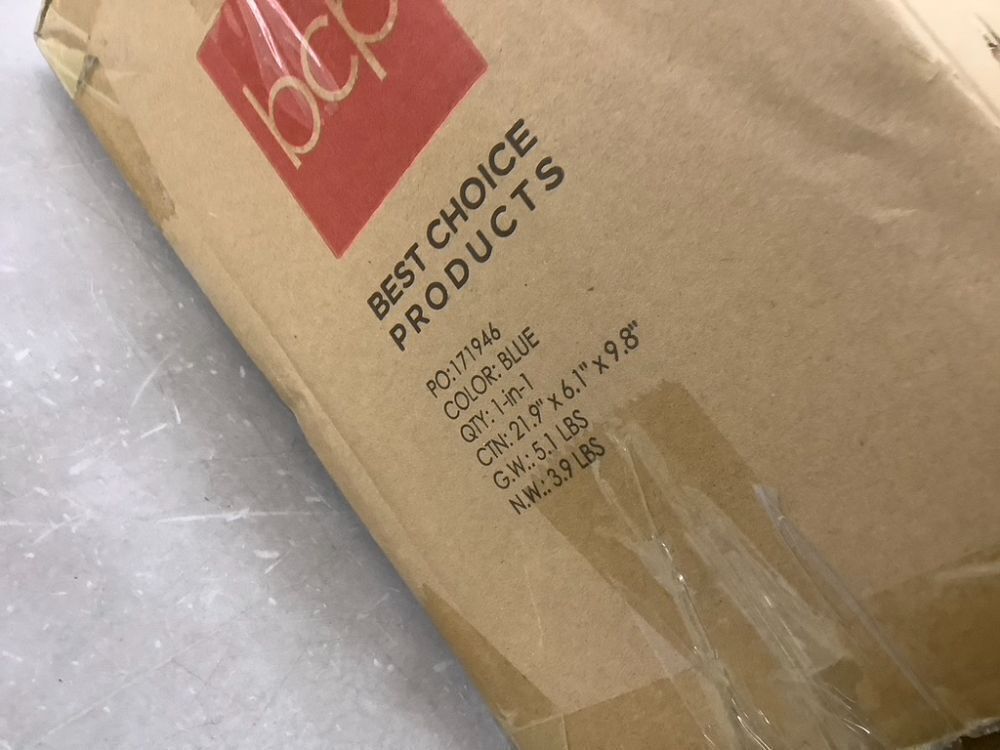 bcp
BEST CHOICE
PRODUCTS
PO:171946
COLOR: BLUE
QTY: 1-in-1
CTN: 21.9" x 6.1" x 9.8"
G.W.: 5.1 LBS
N.W.: 3.9 LBS